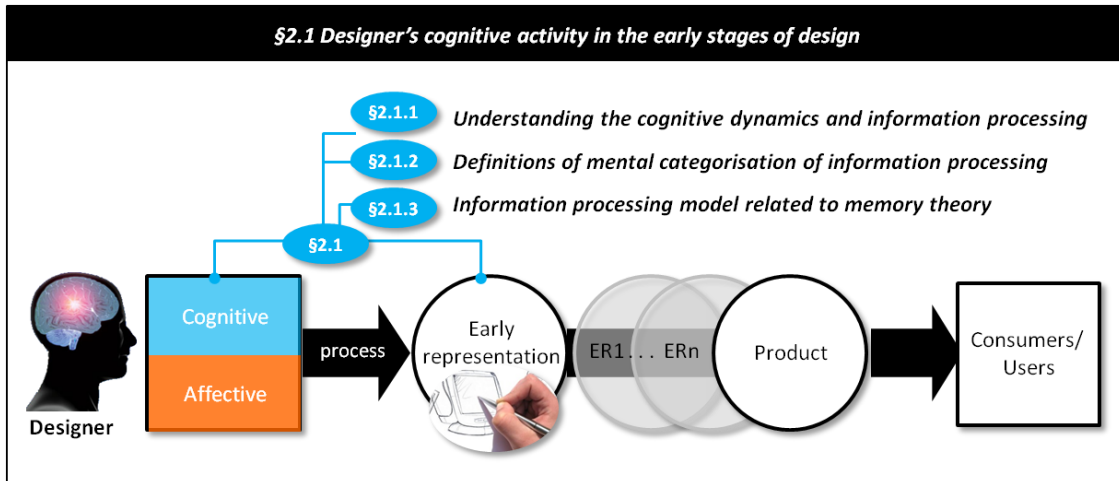 §2.1 Designer's cognitive activity in the early stages of design
§2.1.1 Understanding the cognitive dynamics and information processing
§2.1.2 Definitions of mental categorisation of information processing
§2.1.3 Information processing model related to memory theory
§2.1
Cognitive
Affective
Designer
process
Early
representation
ER1... ERn
Product
Consumers/
Users